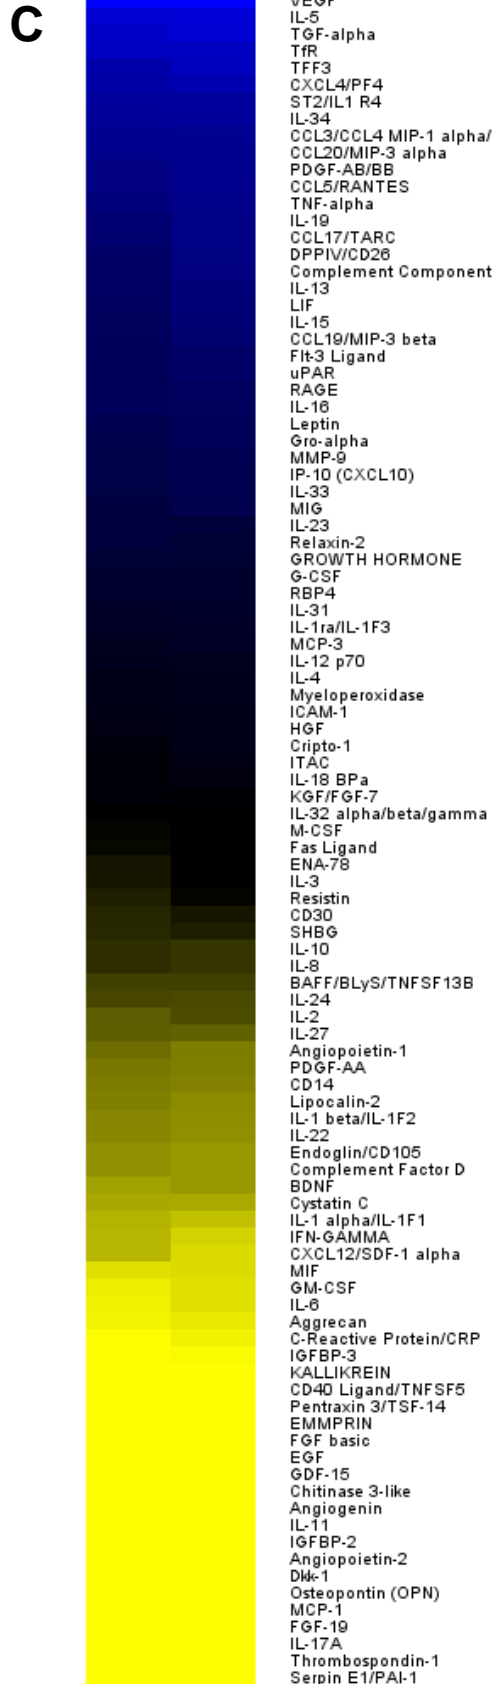 C
VEGF
IL-5
TGF-alpha
TfR
TFF3
CXCL4/PF4
ST2/IL1 R4
IL-34
CCL3/CCL4 MIP-1 alpha/
CCL20/MIP-3 alpha
PDGF-AB/BB
CCL5/RANTES
TNF-alpha
IL-19
CCL17/TARC
DPPIV/CD26
Complement Component
IL-13
LIF
IL-15
CCL19/MIP-3 beta
Flt-3 Ligand
uPAR
RAGE
IL-16
Leptin
Gro-alpha
MMP-9
IP-10 (CXCL10)
IL-33
MIG
IL-23
Relaxin-2
GROWTH HORMONE
G-CSF
RBP4
IL-31
IL-1ra/IL-1F3
MCP-3
IL-12 p70
IL-4
Myeloperoxidase
ICAM-1
HGF
Cripto-1
ITAC
IL-18 BPa
KGF/FGF-7
IL-32 alpha/beta/gamma
M-CSF
Fas Ligand
ENA-78
IL-3
Resistin
CD30
SHBG
IL-10
IL-8
BAFF/BLyS/TNFSF13B
IL-24
IL-2
IL-27
Angiopoietin-1
PDGF-AA
CD14
Lipocalin-2
IL-1 beta/IL-1F2
IL-22
Endoglin/CD105
Complement Factor D
BDNF
Cystatin C
IL-1 alpha/IL-1F1
IFN-GAMMA
CXCL12/SDF-1 alpha
MIF
GM-CSF
IL-6
Aggrecan
C-Reactive Protein/CRP
IGFBP-3
KALLIKREIN
CD40 Ligand/TNFSF5
Pentraxin 3/TSF-14
EMMPRIN
FGF basic
EGF
GDF-15
Chitinase 3-like
Angiogenin
IL-11
IGFBP-2
Angiopoietin-2
Dkk-1
Osteopontin (OPN)
MCP-1
FGF-19
IL-17A
Thrombospondin-1
Serpin E1/PAI-1